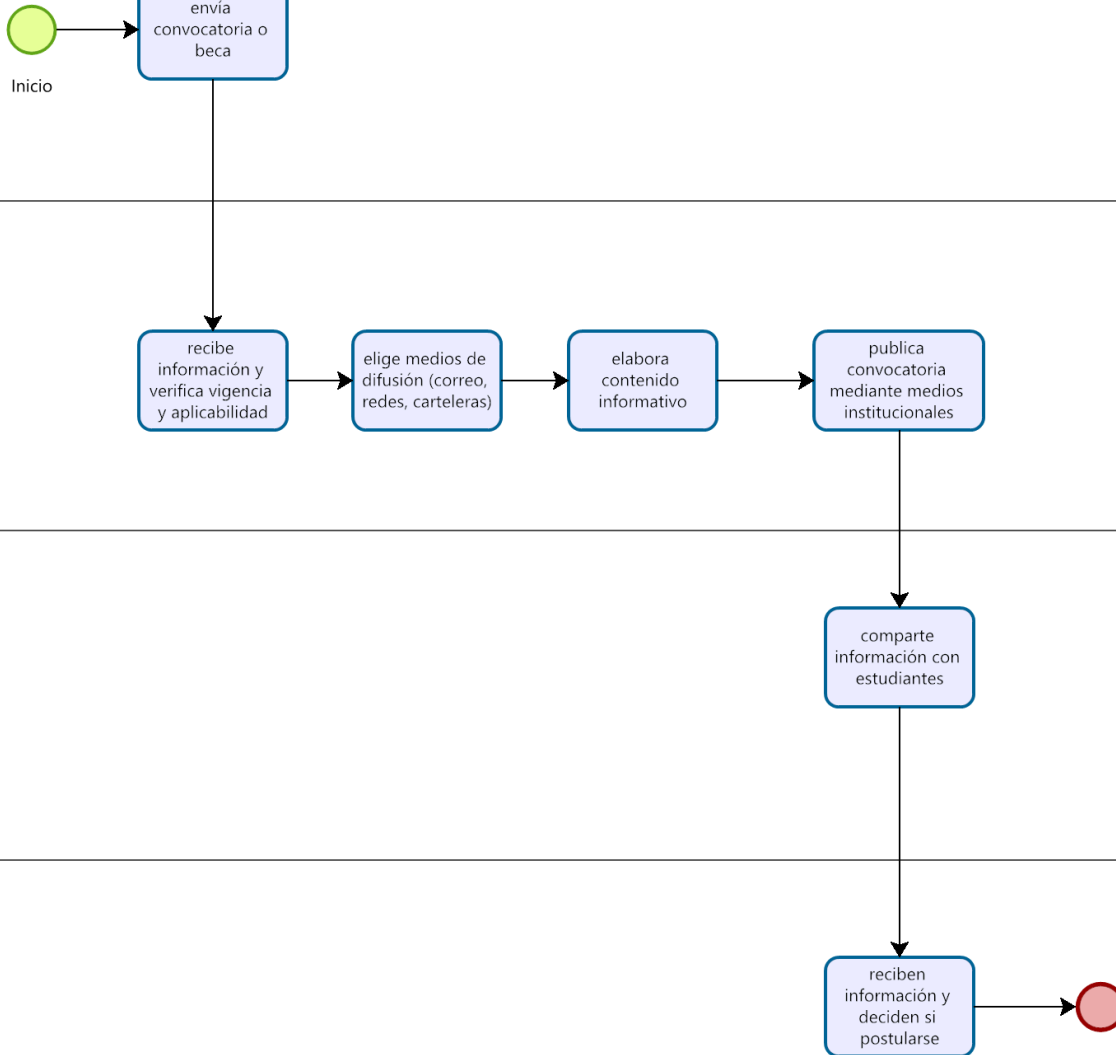 envía
convocatoria o
beca
Inicio
recibe
información y
verifica vigencia
y aplicabilidad
elige medios de
difusión (correo,
redes, carteleras)
elabora
contenido
informativo
publica
convocatoria
mediante medios
institucionales
comparte
información con
estudiantes
reciben
información y
deciden si
postularse